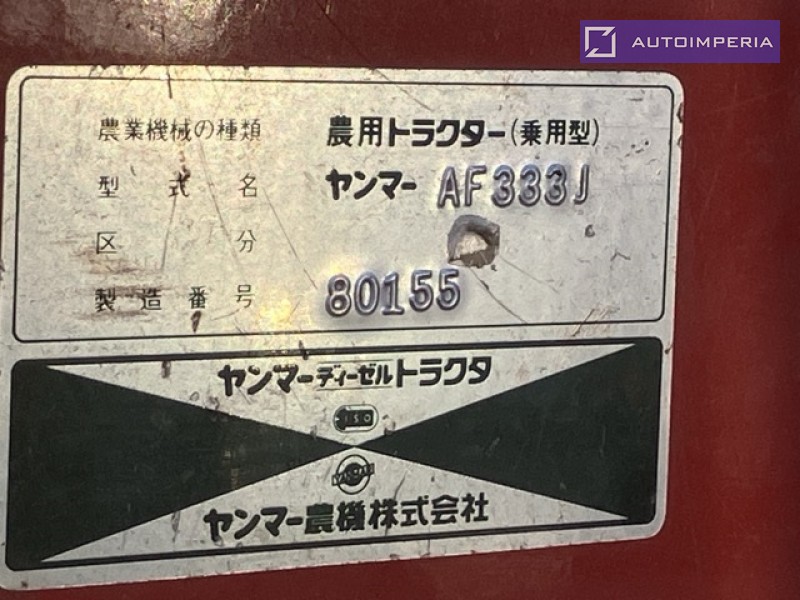 AUTOIMPERIA
農業機械の種類 農用トラクター(乗用型)
型式名 ヤンマー AF333J
区分
製造番号 80155
ヤンマーディーゼルトラクタ
ISO
YANMAR
ヤンマー農機株式会社